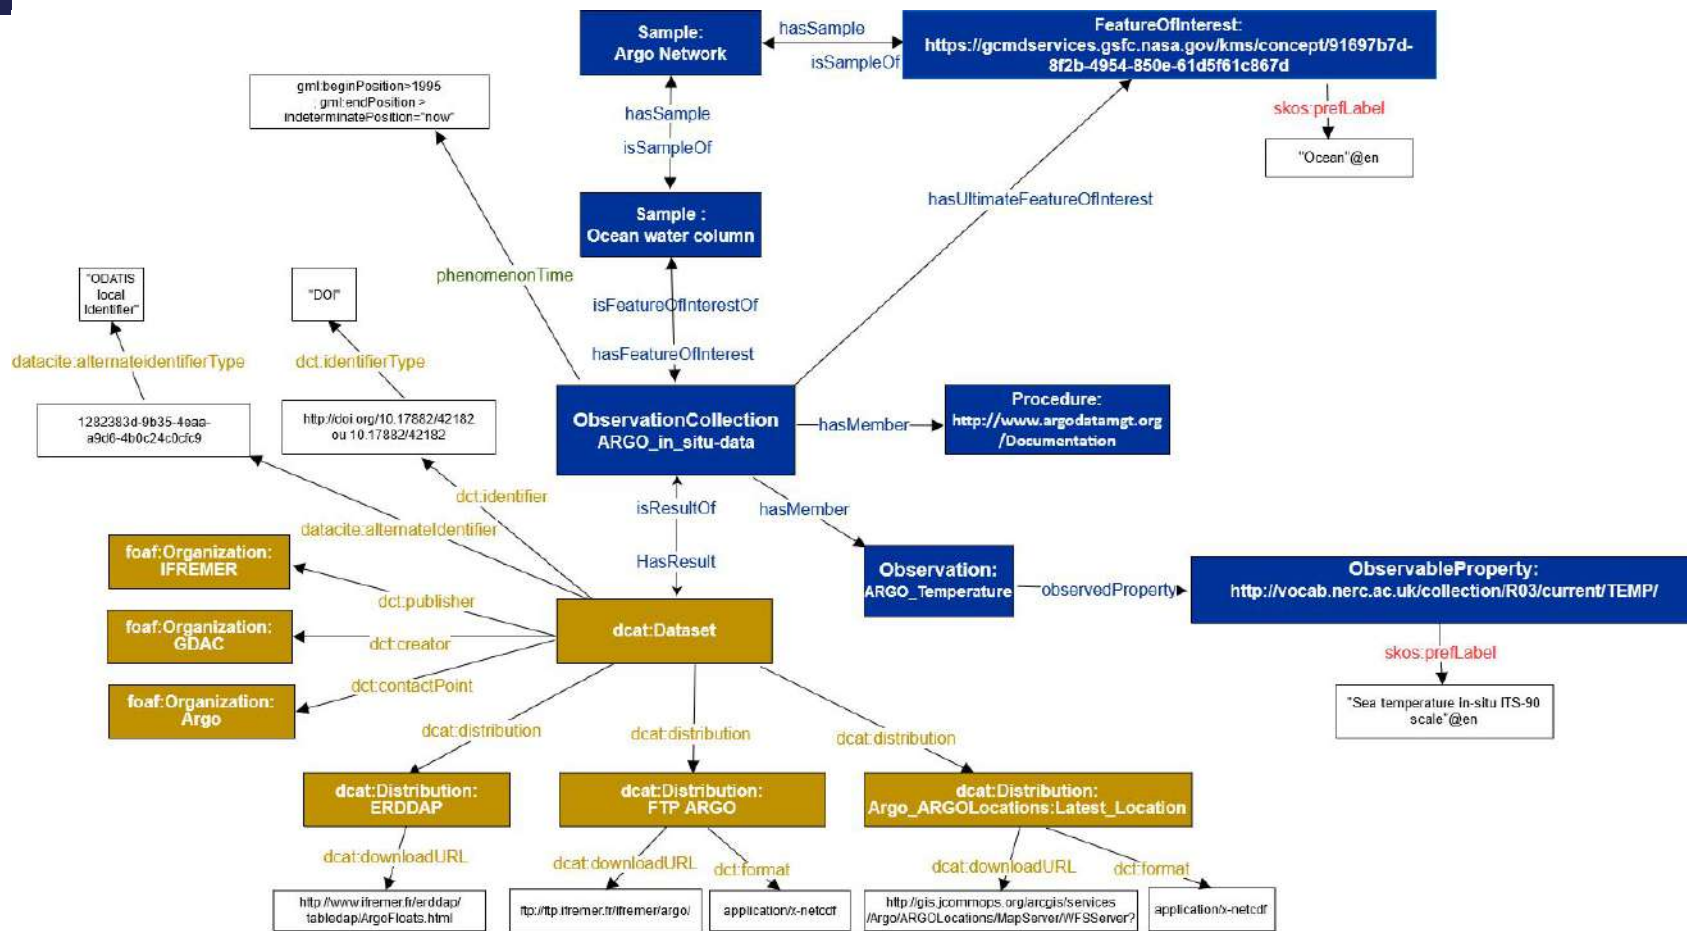 Sample:
Argo Network
hasSample
isSampleOf
FeatureOfInterest:
https://gcmdservices.gsfc.nasa.gov/kms/concept/91697b7d-
8f2b-4954-850e-61d5f61c867d
gml:beginPosition>1995
; gml:endPosition >
indeterminatePosition="now"
hasSample
isSampleOf
skos:prefLabel
"Ocean"@en
Sample :
Ocean water column
hasUltimateFeatureOfInterest
phenomenonTime
"ODATIS
local
Identifier"
"DOI"
isFeatureOfInterestOf
hasFeatureOfInterest
datacite:alternateIdentifierType
dct:identifierType
1282383d-9b35-4eaa-
a9d6-4b0c24c0cfc9
http://doi.org/10.17882/42182
ou 10.17882/42182
ObservationCollection
ARGO_in_situ-data
hasMember
Procedure:
http://www.argodatamgt.org
/Documentation
dct:identifier
datacite:alternateIdentifier
isResultOf
HasResult
hasMember
foaf:Organization:
IFREMER
dct:publisher
foaf:Organization:
GDAC
dct:creator
foaf:Organization:
Argo
dct:contactPoint
dcat:Dataset
Observation:
ARGO_Temperature
observedProperty
ObservableProperty:
http://vocab.nerc.ac.uk/collection/R03/current/TEMP/
skos:prefLabel
"Sea temperature in-situ ITS-90
scale"@en
dcat:distribution
dcat:distribution
dcat:distribution
dcat:Distribution:
ERDDAP
dcat:Distribution:
FTP ARGO
dcat:Distribution:
Argo_ARGOLocations:Latest_Location
dcat:downloadURL
dcat:downloadURL
dct:format
dcat:downloadURL
dct:format
http://www.ifremer.fr/erddap/
tabledap/ArgoFloats.html
ftp://ftp.ifremer.fr/ifremer/argo/
application/x-netcdf
http://gis.jcommops.org/arcgis/services
/Argo/ARGOLocations/MapServer/WFSServer?
application/x-netcdf